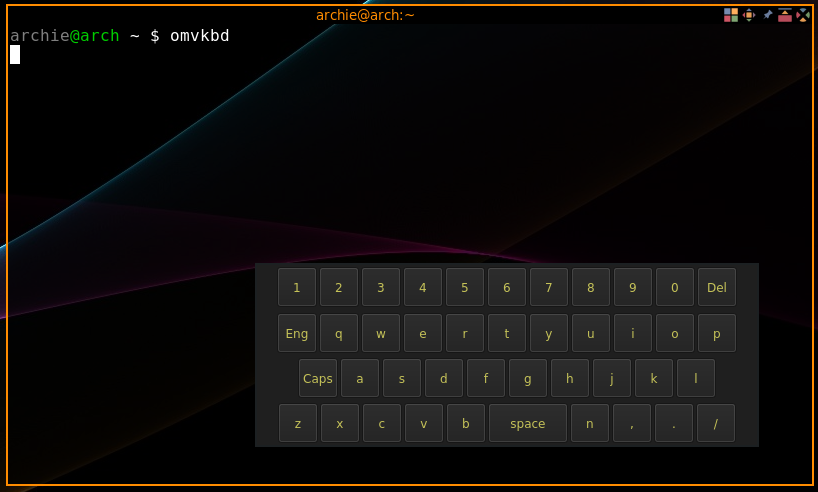 archie@arch:~
archie@arch ~ $ omvkbd
1 2 3 4 5 6 7 8 9 0 Del
Eng q w e r t y u i o p
Caps a s d f g h j k l
z x c v b space n , . /